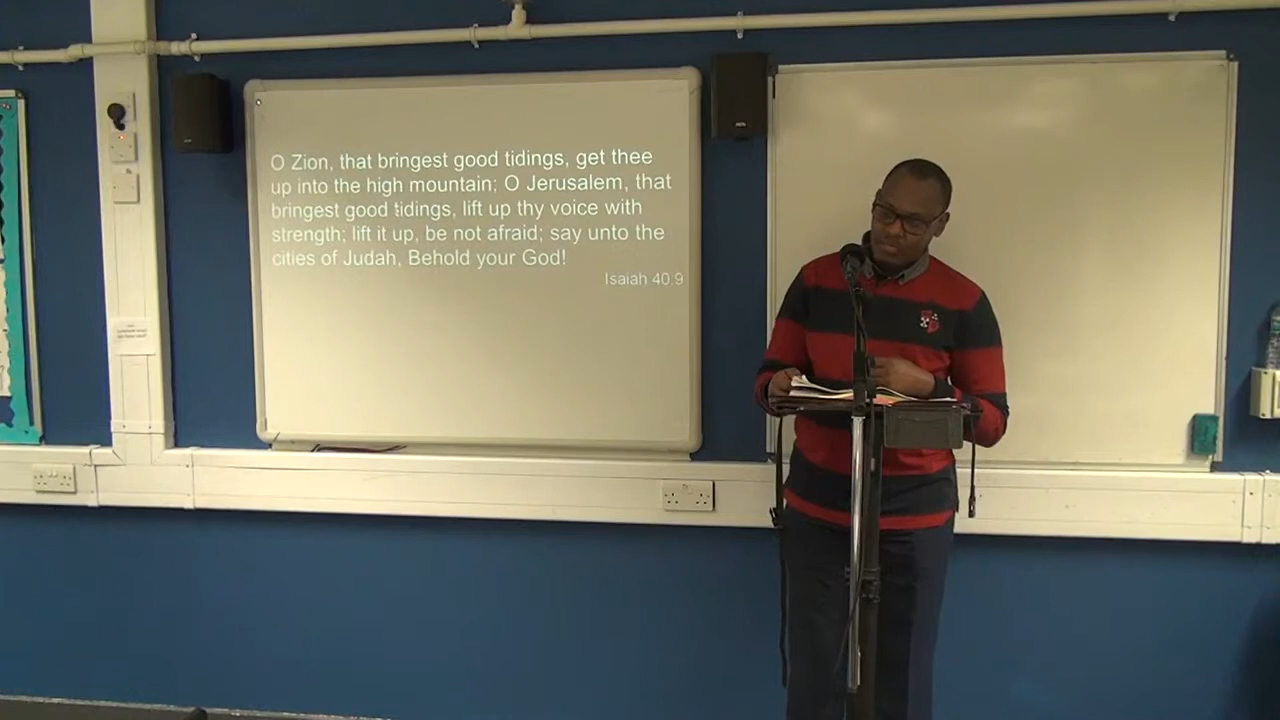 O Zion, that bringest good tidings, get thee
up into the high mountain; O Jerusalem, that
bringest good tidings, lift up thy voice with
strength; lift it up, be not afraid; say unto the
cities of Judah, Behold your God!
Isaiah 40:9